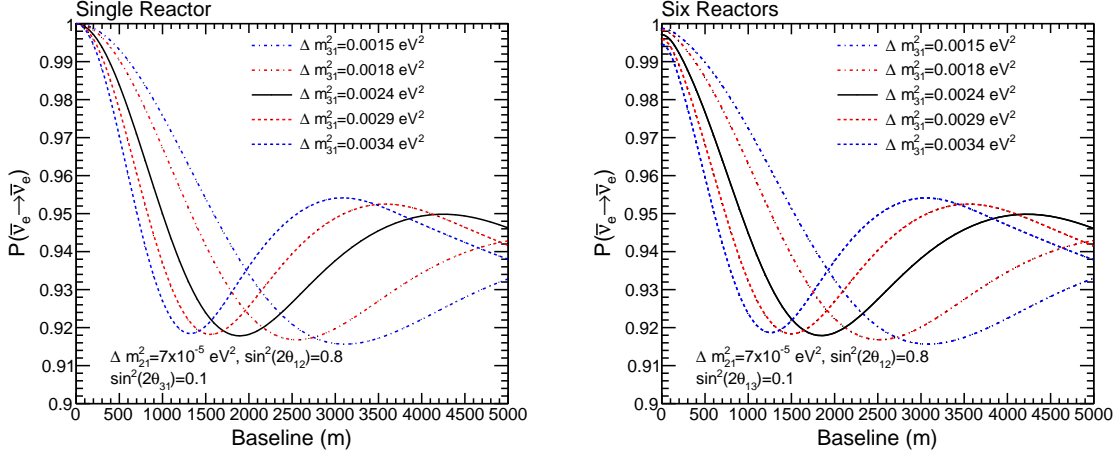 Single Reactor
P(ν̅e→ν̅e)
1
0.99
0.98
0.97
0.96
0.95
0.94
0.93
0.92
0.91
0.9
Δ m²31=0.0015 eV²
Δ m²31=0.0018 eV²
Δ m²31=0.0024 eV²
Δ m²31=0.0029 eV²
Δ m²31=0.0034 eV²
Δ m²21=7x10⁻⁵ eV², sin²(2θ12)=0.8
sin²(2θ31)=0.1
0 500 1000 1500 2000 2500 3000 3500 4000 4500 5000
Baseline (m)
Six Reactors
P(ν̅e→ν̅e)
1
0.99
0.98
0.97
0.96
0.95
0.94
0.93
0.92
0.91
0.9
Δ m²31=0.0015 eV²
Δ m²31=0.0018 eV²
Δ m²31=0.0024 eV²
Δ m²31=0.0029 eV²
Δ m²31=0.0034 eV²
Δ m²21=7x10⁻⁵ eV², sin²(2θ12)=0.8
sin²(2θ13)=0.1
0 500 1000 1500 2000 2500 3000 3500 4000 4500 5000
Baseline (m)